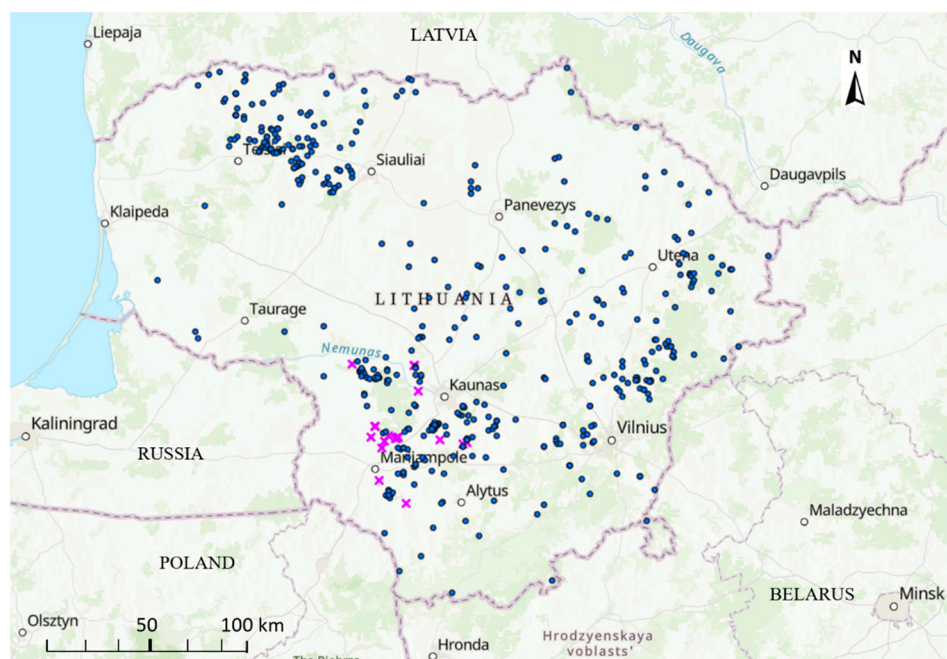 Liepaja
LATVIA
Daugava
N
Siauliai
Daugavpils
Klaipeda
Panevezys
Utena
LITHUANIA
Taurage
Nemunas
Kaunas
Kaliningrad
Vilnius
RUSSIA
Marijampole
Alytus
Maladzyechna
POLAND
BELARUS
Minsk
Olsztyn
50
100 km
Hronda
Hrodzyenskaya
voblasts'